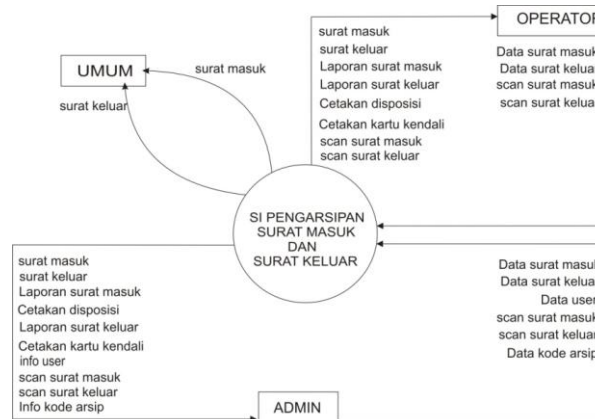 OPERATOR
surat masuk
surat keluar
Laporan surat masuk
Laporan surat keluar
Cetakan disposisi
Cetakan kartu kendali
scan surat masuk
scan surat keluar
Data surat masuk
Data surat keluar
scan surat masuk
scan surat keluar
UMUM
surat masuk
surat keluar
SI PENGARSIPAN
SURAT MASUK
DAN
SURAT KELUAR
surat masuk
surat keluar
Laporan surat masuk
Cetakan disposisi
Laporan surat keluar
Cetakan kartu kendali
info user
scan surat masuk
scan surat keluar
Info kode arsip
Data surat masuk
Data surat keluar
Data user
scan surat masuk
scan surat keluar
Data kode arsip
ADMIN